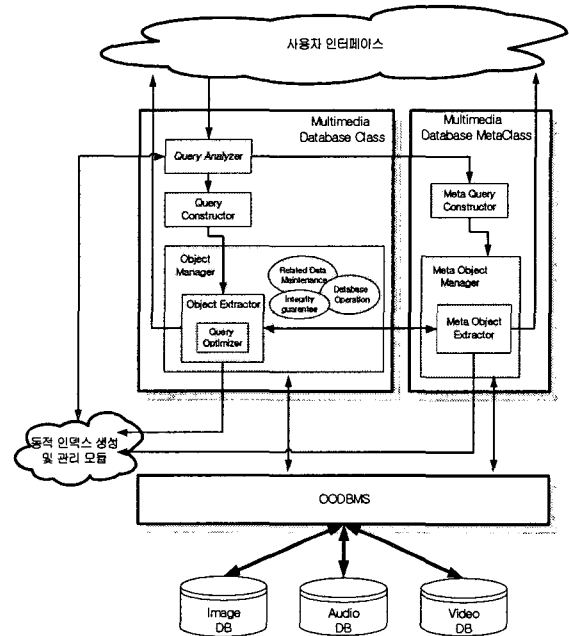 사용자 인터페이스
Multimedia
Database Class
Multimedia
Database MetaClass
Query Analyzer
Query
Constructor
Meta Query
Constructor
Object
Manager
Related Data
Maintenance
Database
Operation
Integrity
guarantee
Meta Object
Manager
Object Extractor
Query
Optimizer
Meta Object
Extractor
동적 인덱스 생성
및 관리 모듈
OODBMS
Image
DB
Audio
DB
Video
DB